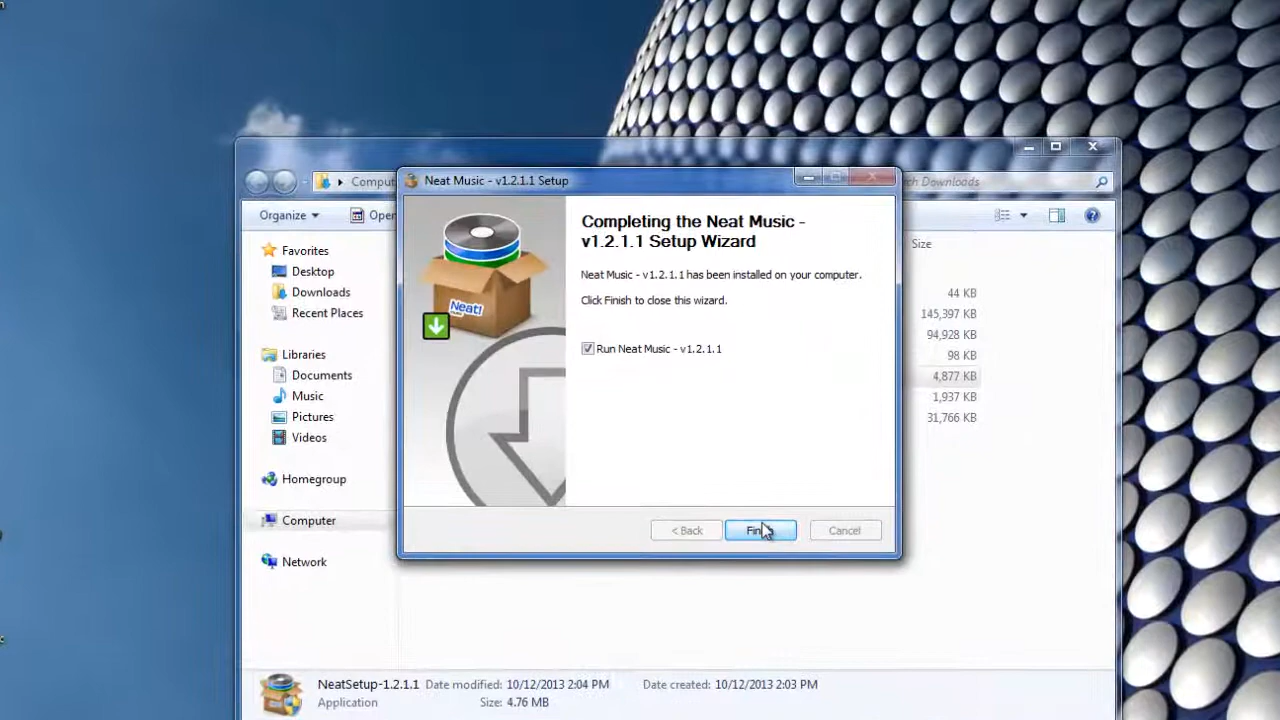 Comput
rch Downloads
Neat Music - v1.2.1.1 Setup
Organize
Open
Size
Favorites
Desktop
Downloads
Recent Places
Libraries
Documents
Music
Pictures
Videos
Homegroup
Computer
Network
Neat!
Completing the Neat Music -
v1.2.1.1 Setup Wizard
Neat Music - v1.2.1.1 has been installed on your computer.
Click Finish to close this wizard.
Run Neat Music - v1.2.1.1
< Back
Cancel
44 KB
145,397 KB
94,928 KB
98 KB
4,877 KB
1,937 KB
31,766 KB
NeatSetup-1.2.1.1 Date modified: 10/12/2013 2:04 PM Date created: 10/12/2013 2:03 PM
Application Size: 4.76 MB